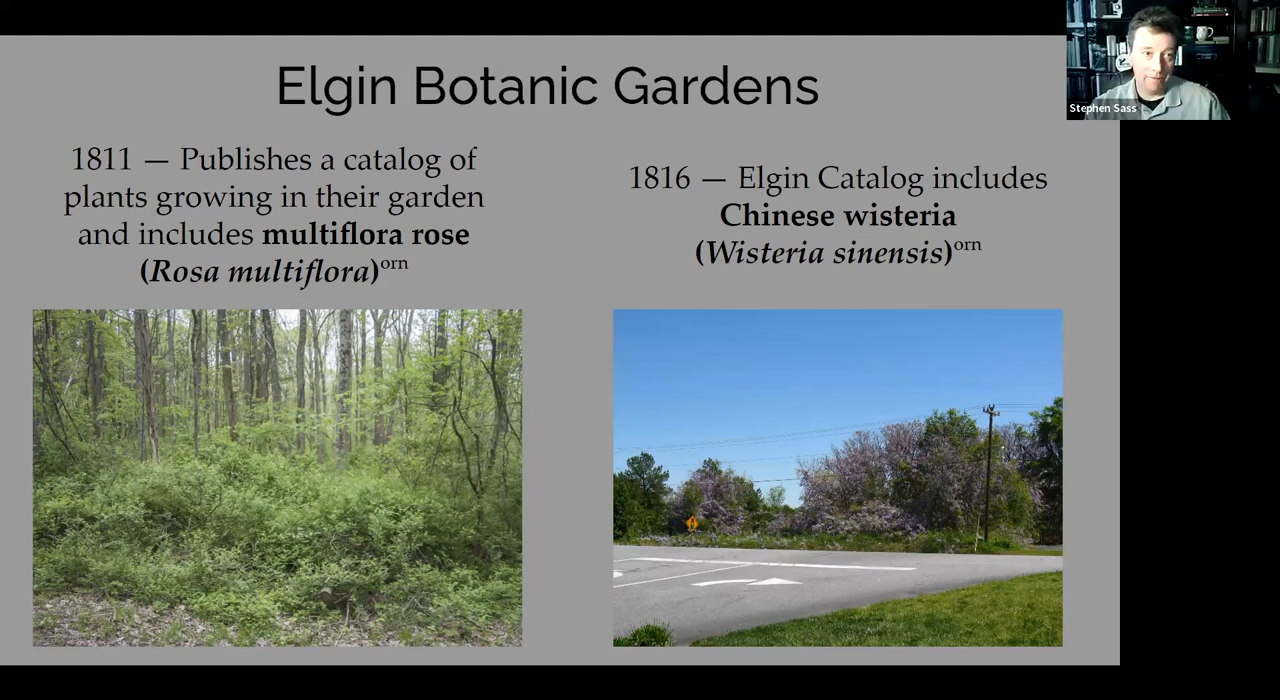 Elgin Botanic Gardens
1811 — Publishes a catalog of
plants growing in their garden
and includes multiflora rose
(Rosa multiflora)orn
1816 — Elgin Catalog includes
Chinese wisteria
(Wisteria sinensis)orn
Stephen Sass